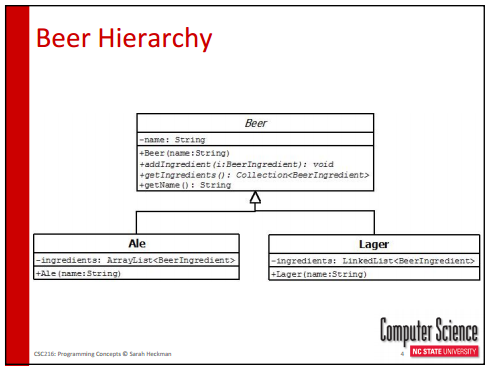 Beer Hierarchy
Beer
-name: String
+Beer(name:String)
+addIngredient(i:BeerIngredient): void
+getIngredients(): Collection<BeerIngredient>
+getName(): String
Ale
-ingredients: ArrayList<BeerIngredient>
+Ale(name:String)
Lager
-ingredients: LinkedList<BeerIngredient>
+Lager(name:String)
Computer Science
NC STATE UNIVERSITY
CSC216: Programming Concepts © Sarah Heckman
4